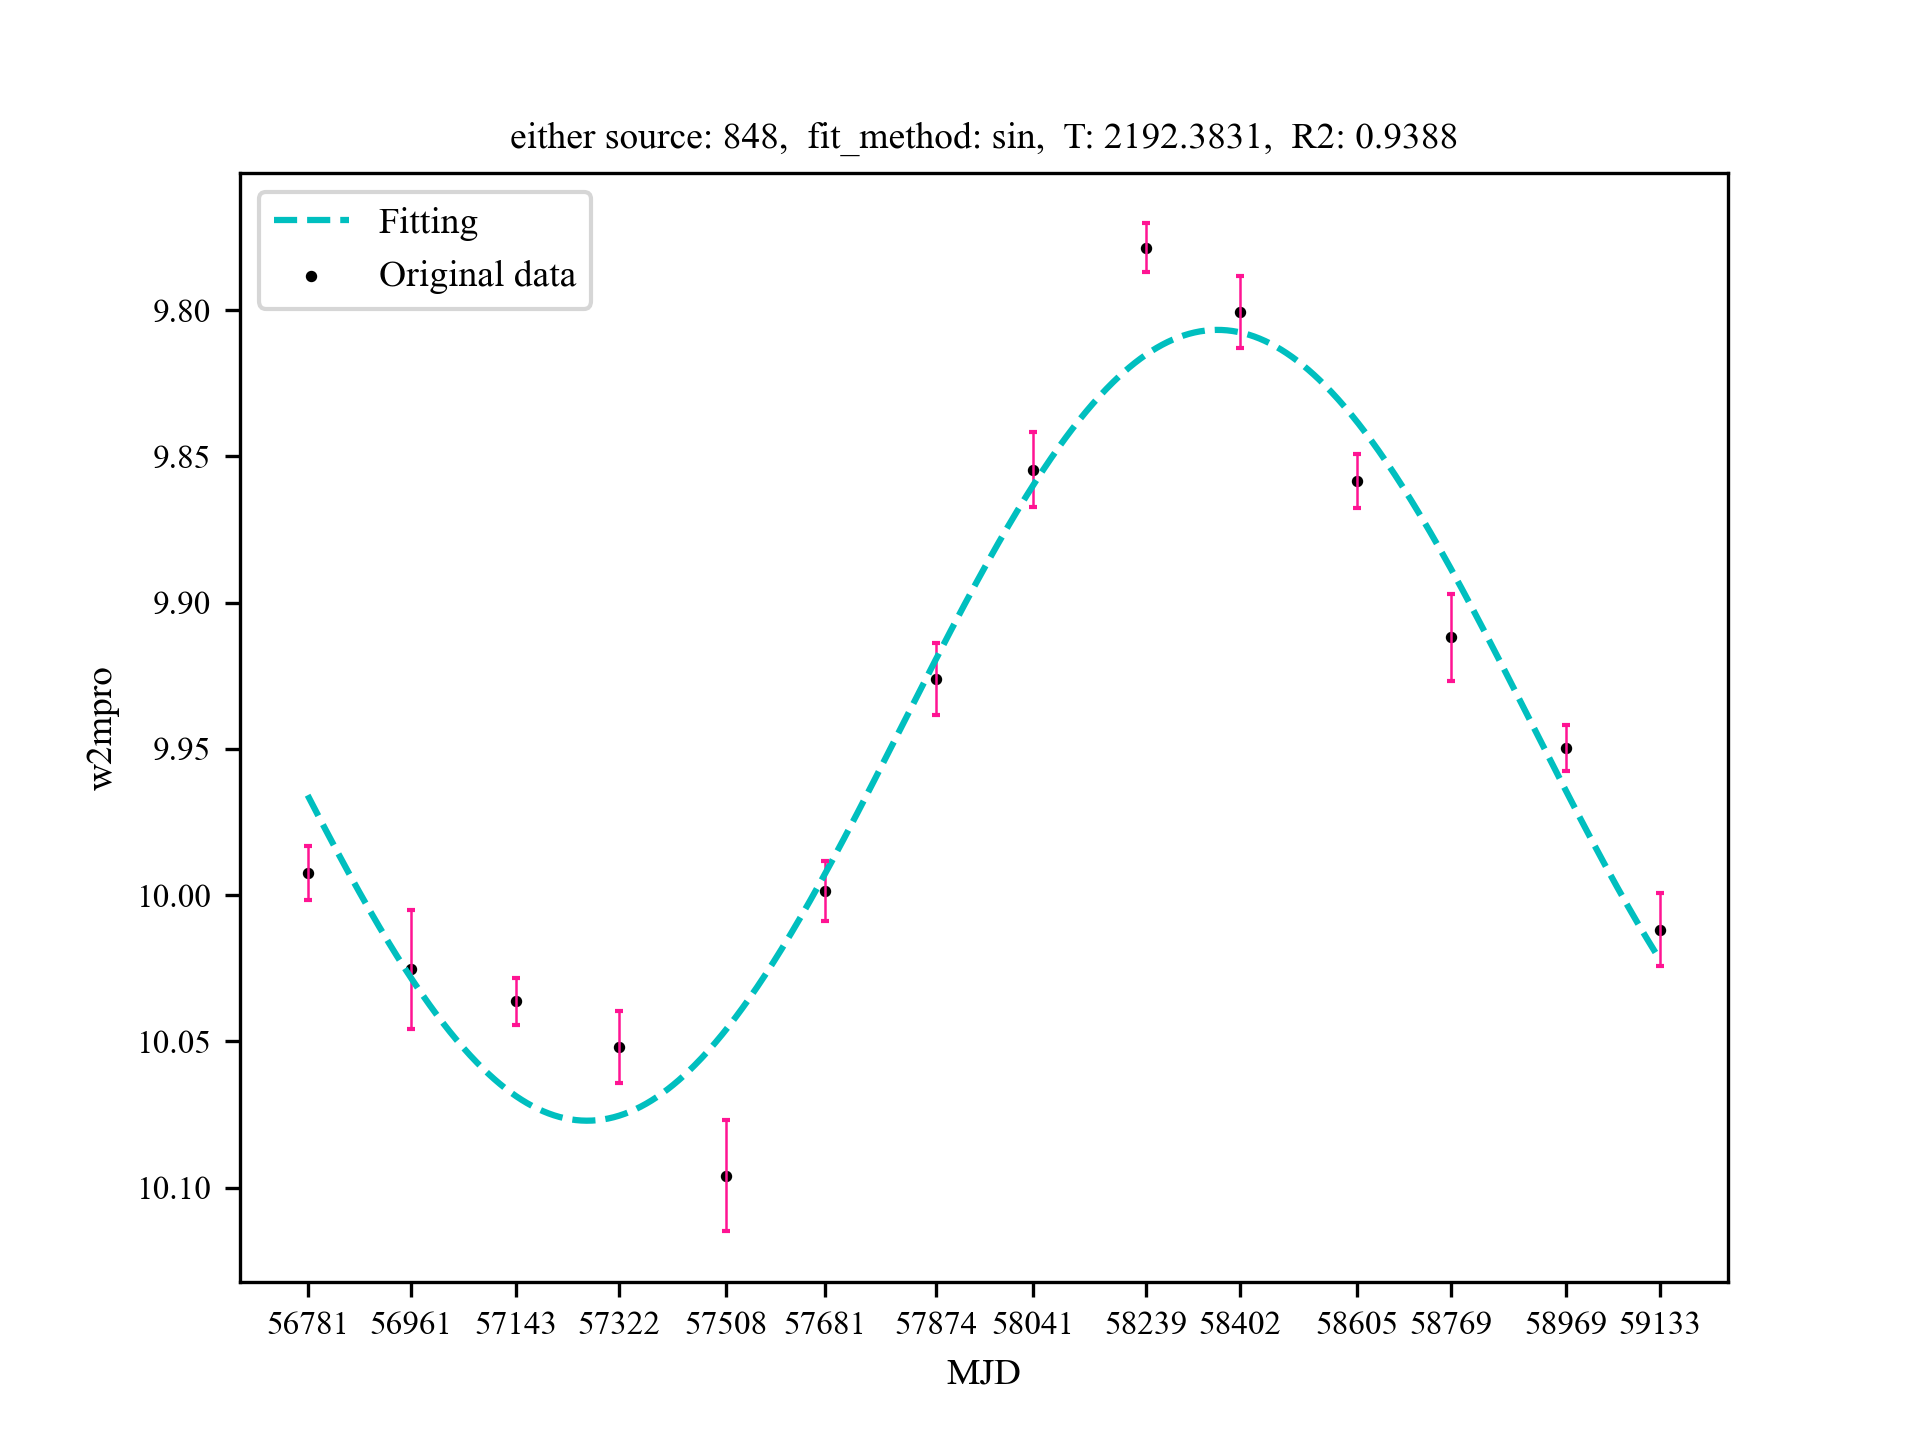 either source: 848,  fit_method: sin,  T: 2192.3831,  R2: 0.9388
Fitting
Original data
9.80
9.85
9.90
9.95
10.00
10.05
10.10
w2mpro
56781 56961 57143 57322 57508 57681 57874 58041 58239 58402 58605 58769 58969 59133
MJD